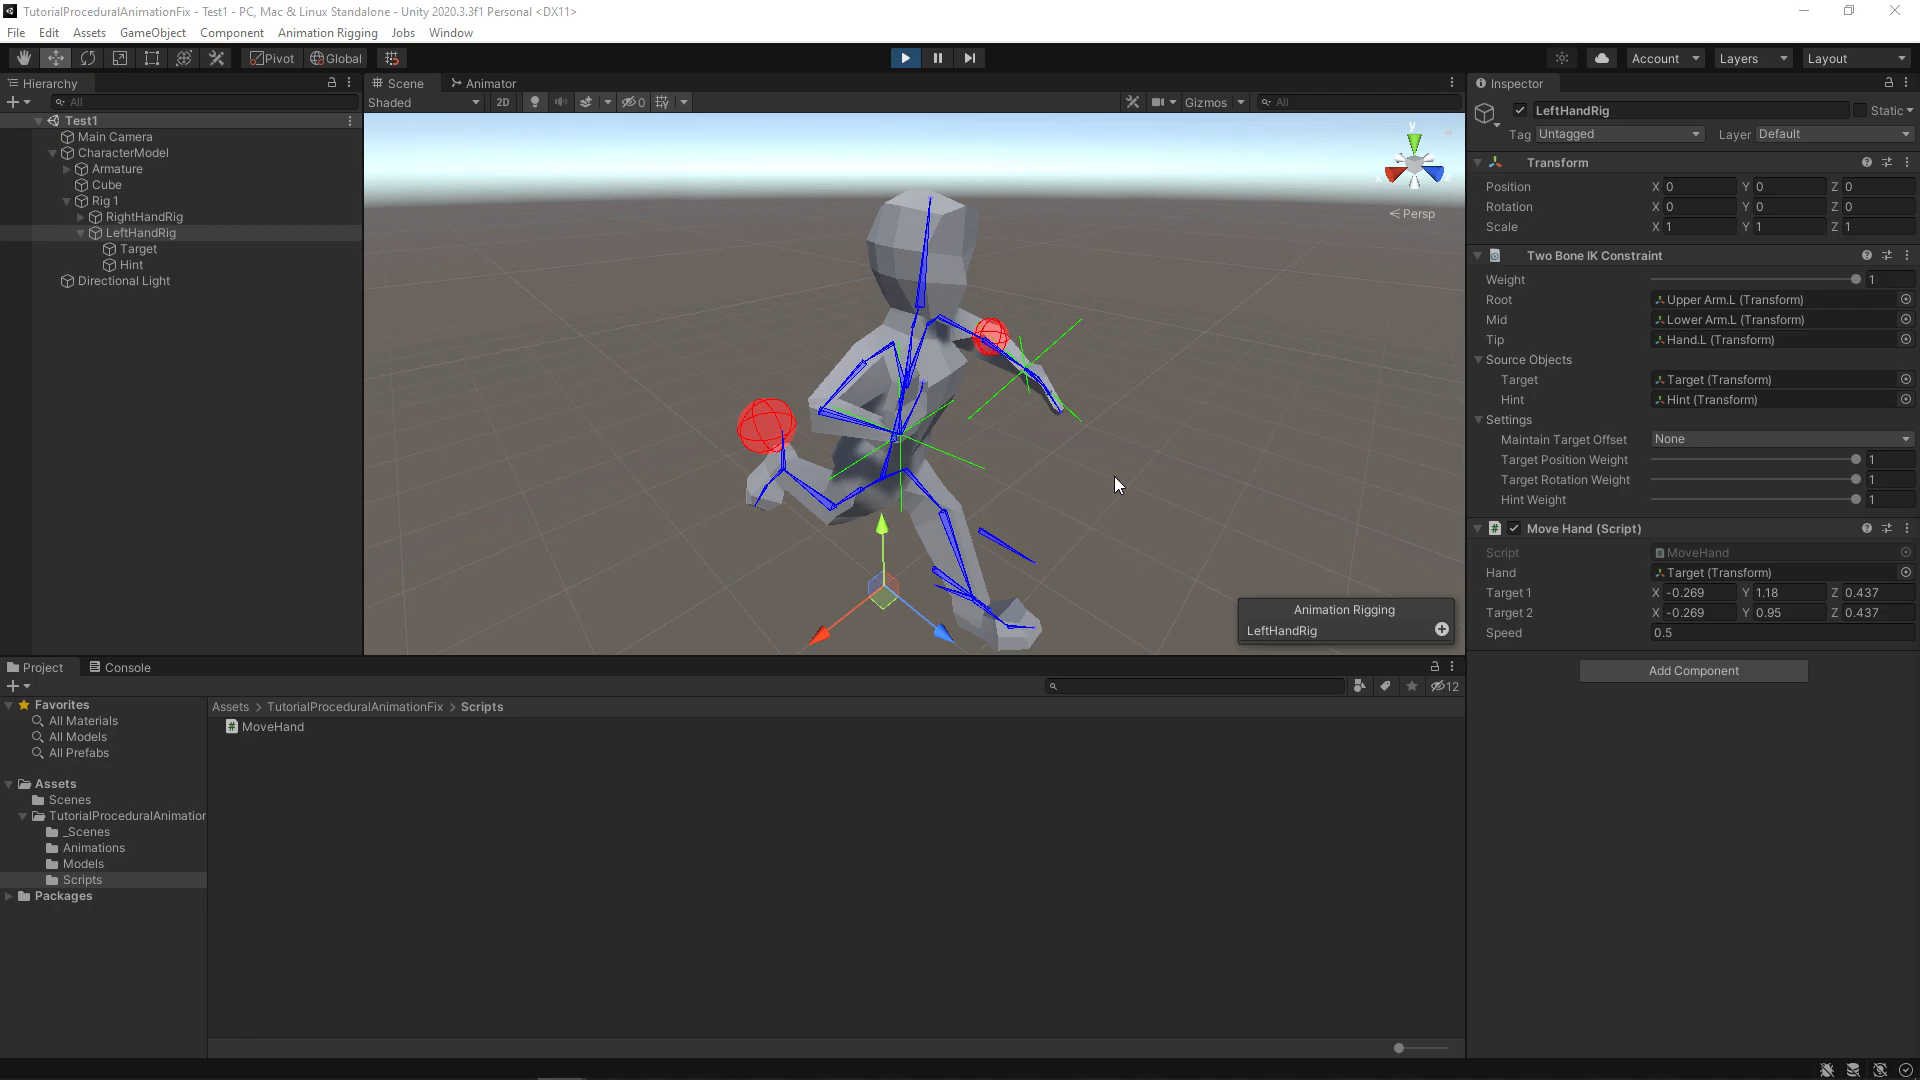 TutorialProceduralAnimationFix - Test1 - PC, Mac & Linux Standalone - Unity 2020.3.3f1 Personal <DX11>
File Edit Assets GameObject Component Animation Rigging Jobs Window
Pivot Global Account Layers Layout
Hierarchy
All
Test1
Main Camera
CharacterModel
Armature
Cube
Rig 1
RightHandRig
LeftHandRig
Target
Hint
Directional Light
Scene Animator
Shaded 2D 0 Gizmos All
y
x
Persp
Animation Rigging
LeftHandRig
Inspector
LeftHandRig Static
Tag Untagged Layer Default
Transform
Position X 0 Y 0 Z 0
Rotation X 0 Y 0 Z 0
Scale X 1 Y 1 Z 1
Two Bone IK Constraint
Weight 1
Root Upper Arm.L (Transform)
Mid Lower Arm.L (Transform)
Tip Hand.L (Transform)
Source Objects
Target Target (Transform)
Hint Hint (Transform)
Settings
Maintain Target Offset None
Target Position Weight 1
Target Rotation Weight 1
Hint Weight 1
# Move Hand (Script)
Script MoveHand
Hand Target (Transform)
Target 1 X -0.269 Y 1.18 Z 0.437
Target 2 X -0.269 Y 0.95 Z 0.437
Speed 0.5
Add Component
Project Console
12
Favorites
All Materials
All Models
All Prefabs
Assets
Scenes
TutorialProceduralAnimation
_Scenes
Animations
Models
Scripts
Packages
Assets > TutorialProceduralAnimationFix > Scripts
# MoveHand